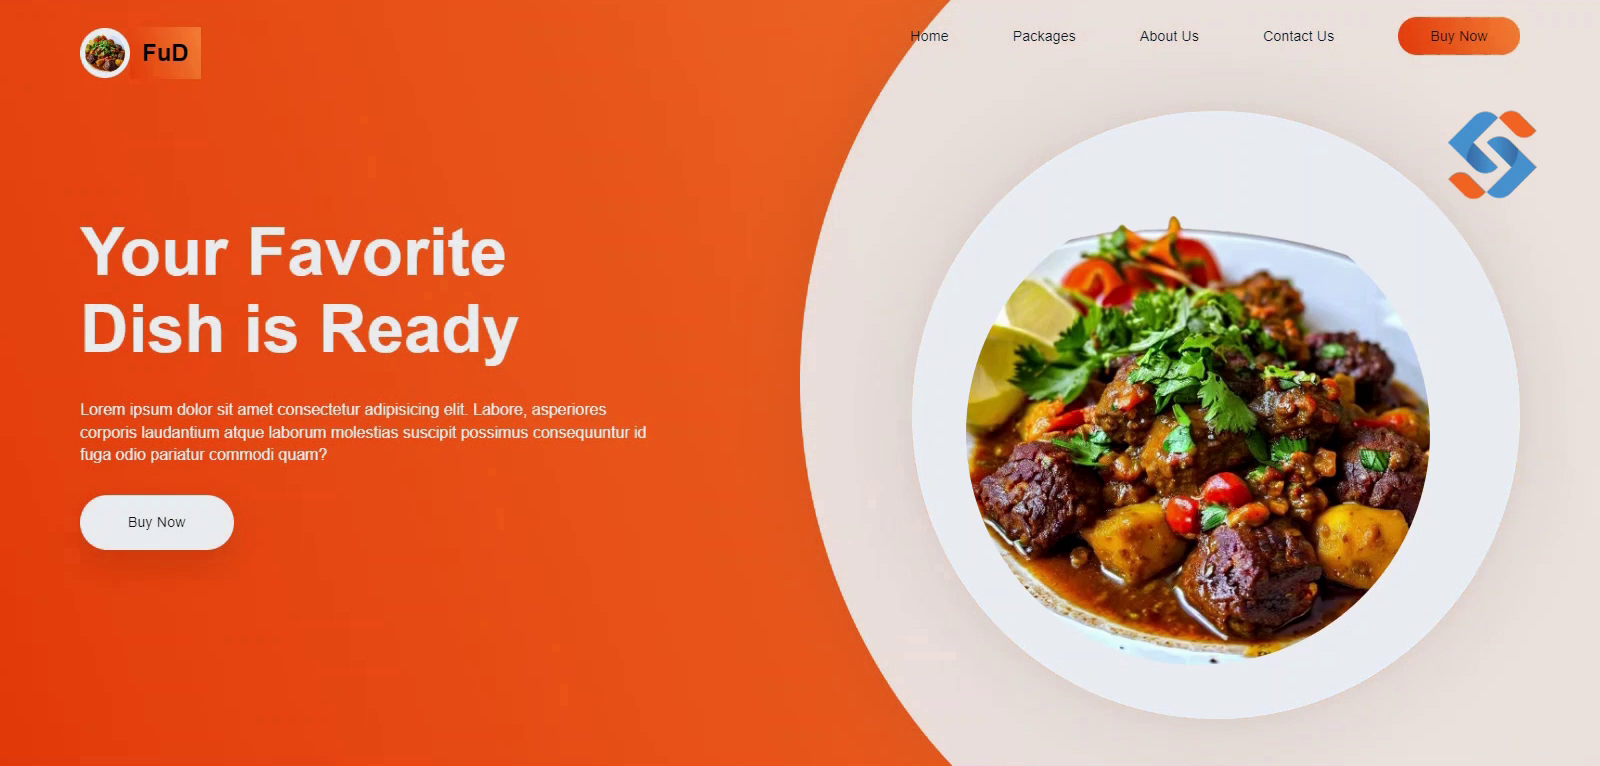 FuD
Home
Packages
About Us
Contact Us
Buy Now
Your Favorite
Dish is Ready
Lorem ipsum dolor sit amet consectetur adipisicing elit. Labore, asperiores
corporis laudantium atque laborum molestias suscipit possimus consequuntur id
fuga odio pariatur commodi quam?
Buy Now